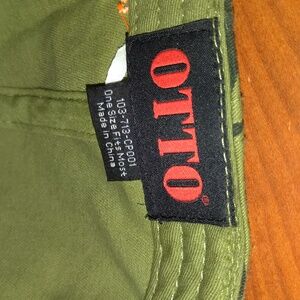 OTTO®
103-713-CP001
One Size Fits Most
Made in China